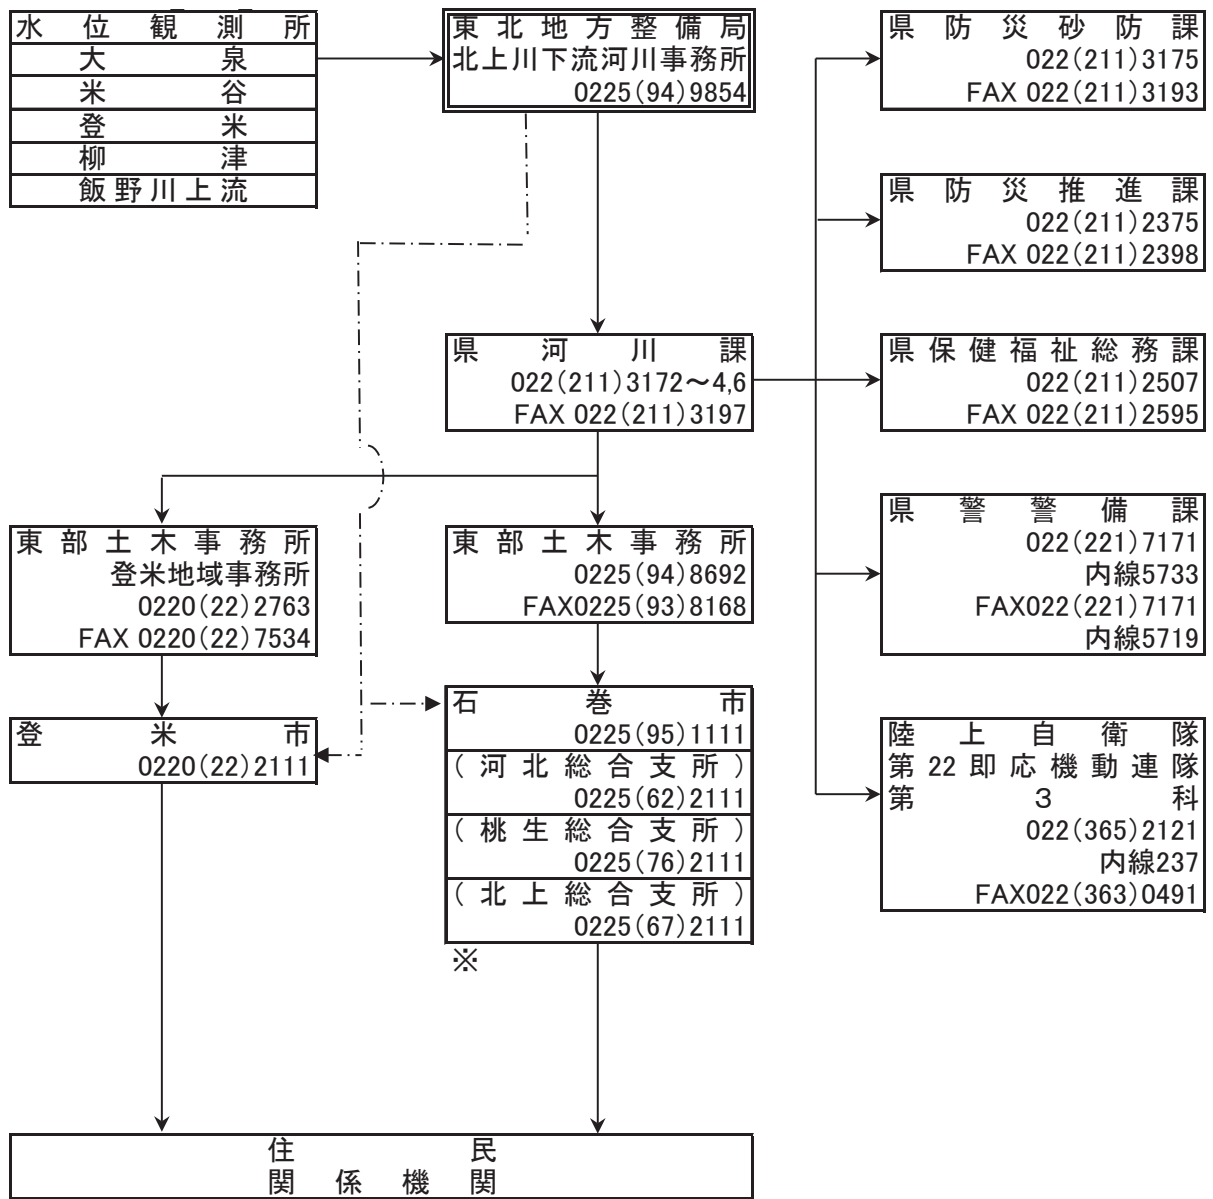 水位観測所
大泉
米谷
登米
柳津
飯野川上流
東北地方整備局
北上川下流河川事務所
0225(94)9854
県防災砂防課
022(211)3175
FAX 022(211)3193
県防災推進課
022(211)2375
FAX 022(211)2398
県河川課
022(211)3172～4,6
FAX 022(211)3197
県保健福祉総務課
022(211)2507
FAX 022(211)2595
県警警備課
022(221)7171
内線5733
FAX022(221)7171
内線5719
東部土木事務所
登米地域事務所
0220(22)2763
FAX 0220(22)7534
東部土木事務所
0225(94)8692
FAX0225(93)8168
登米市
0220(22)2111
石巻市
0225(95)1111
(河北総合支所)
0225(62)2111
(桃生総合支所)
0225(76)2111
(北上総合支所)
0225(67)2111
※
陸上自衛隊
第22即応機動連隊
第３科
022(365)2121
内線237
FAX022(363)0491
住民
関係機関